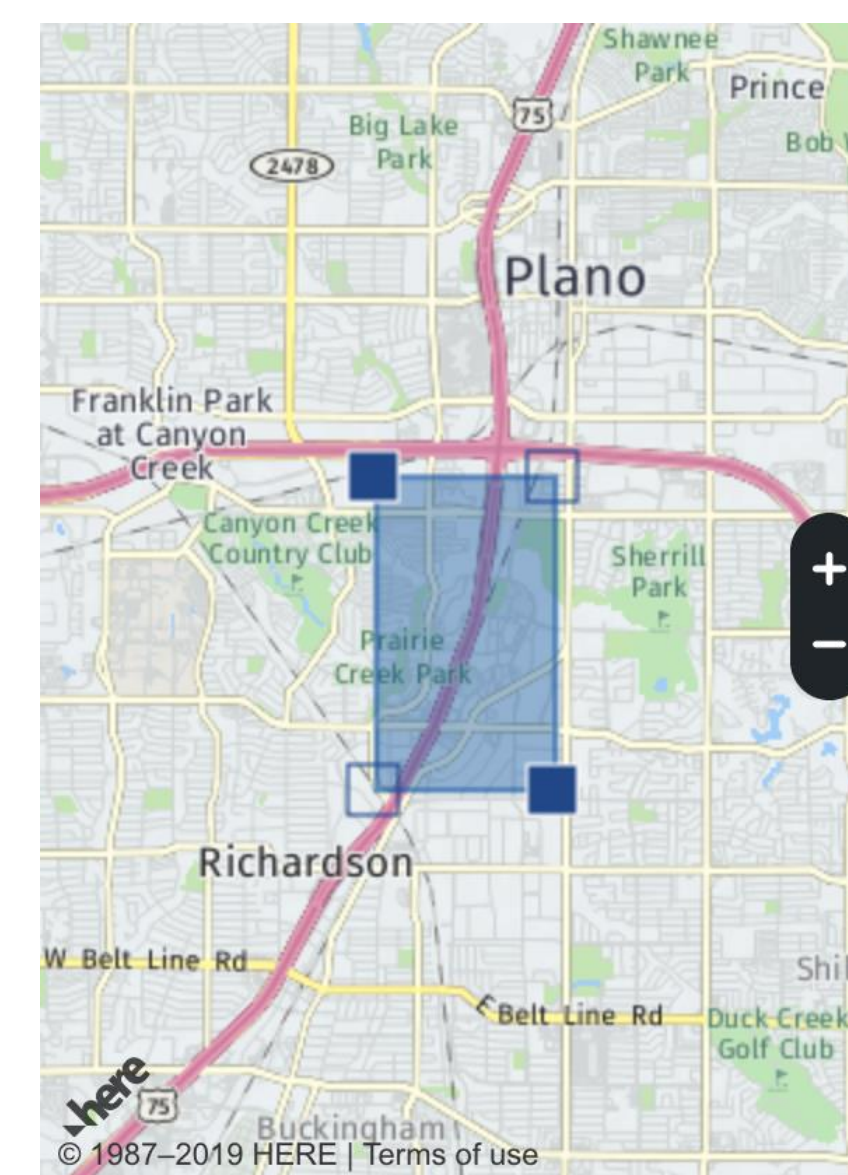 Shawnee
Park
Prince
75
Big Lake
Park
Bob
2478
Plano
Franklin Park
at Canyon
Creek
Canyon Creek
Country Club
Sherrill
Park
+
Prairie
Creek Park
−
Richardson
W Belt Line Rd
Shil
E Belt Line Rd
Duck Creek
Golf Club
here
75
Buckingham
© 1987–2019 HERE | Terms of use